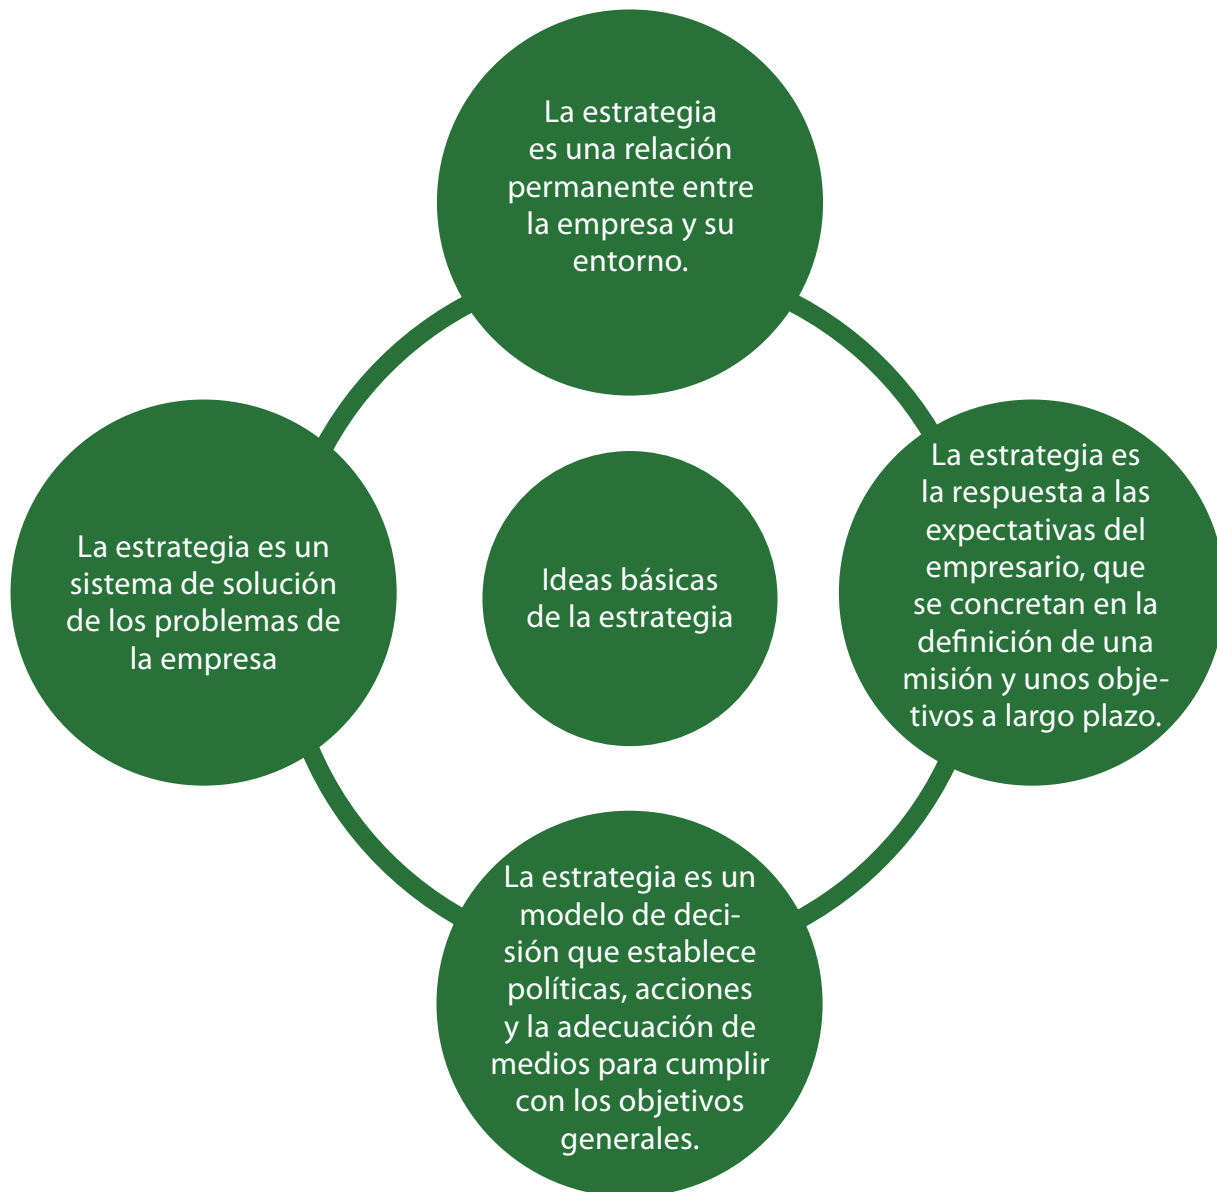 La estrategia
es una relación
permanente entre
la empresa y su
entorno.
La estrategia es
la respuesta a las
expectativas del
empresario, que
se concretan en la
definición de una
misión y unos obje-
tivos a largo plazo.
La estrategia es un
sistema de solución
de los problemas de
la empresa
Ideas básicas
de la estrategia
La estrategia es un
modelo de deci-
sión que establece
políticas, acciones
y la adecuación de
medios para cumplir
con los objetivos
generales.